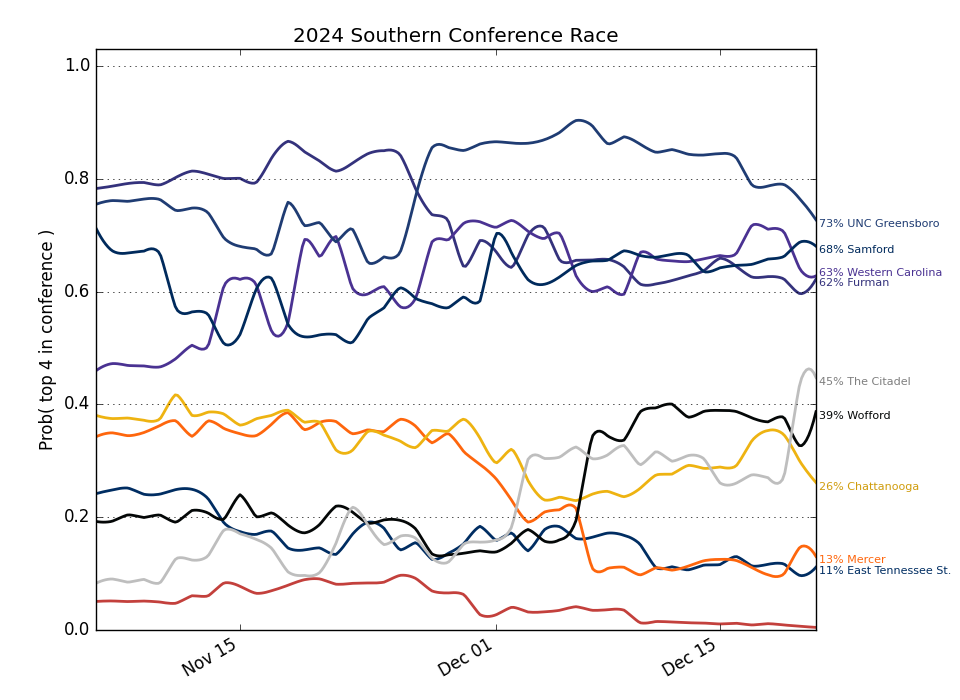 2024 Southern Conference Race
Prob( top 4 in conference )
1.0
0.8
0.6
0.4
0.2
0.0
Nov 15
Dec 01
Dec 15
73% UNC Greensboro
68% Samford
63% Western Carolina
62% Furman
45% The Citadel
39% Wofford
26% Chattanooga
13% Mercer
11% East Tennessee St.